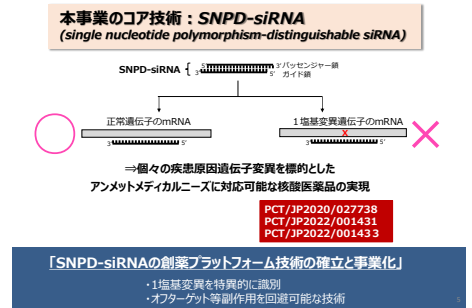 本事業のコア技術：SNPD-siRNA
(single nucleotide polymorphism-distinguishable siRNA)
SNPD-siRNA
5' 3' パッセンジャー鎖
3' 5' ガイド鎖
正常遺伝子のmRNA
1塩基変異遺伝子のmRNA
X
3' 5'
3' 5'
⇒個々の疾患原因遺伝子変異を標的とした
アンメットメディカルニーズに対応可能な核酸医薬品の実現
PCT/JP2020/027738
PCT/JP2022/001431
PCT/JP2022/001433
「SNPD-siRNAの創薬プラットフォーム技術の確立と事業化」
・1塩基変異を特異的に識別
・オフターゲット等副作用を回避可能な技術